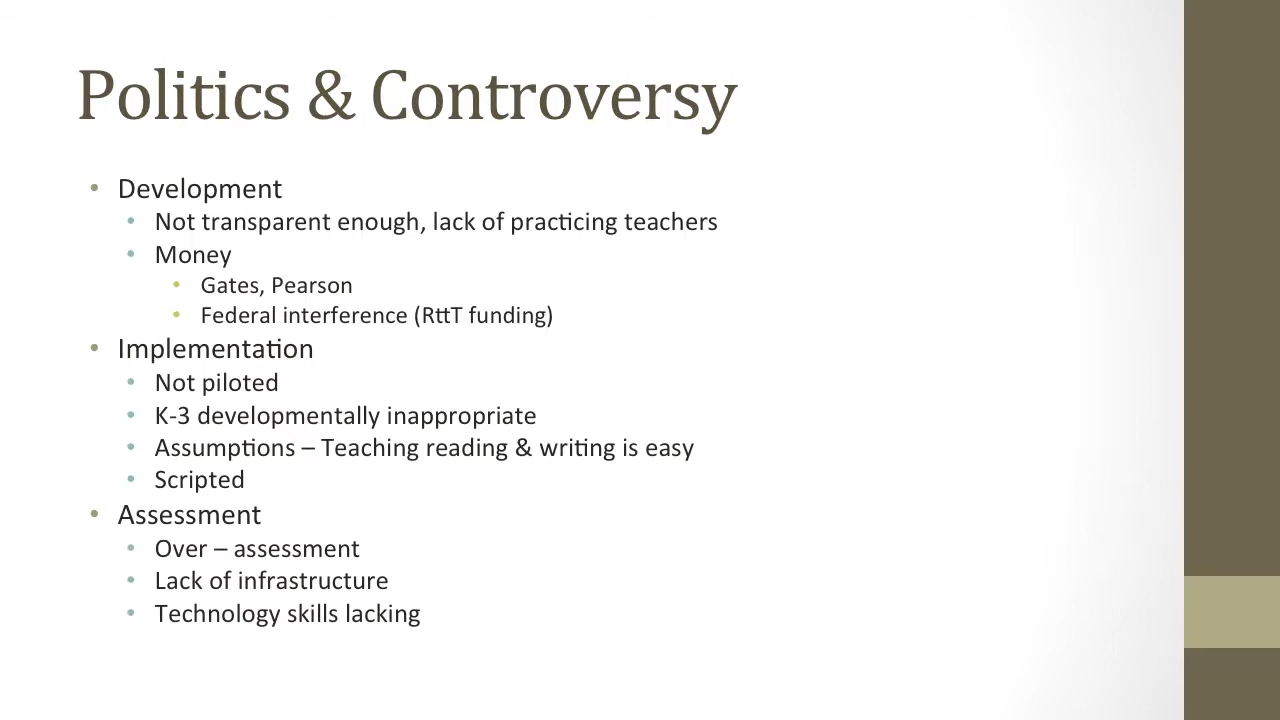 Politics & Controversy
• Development
• Not transparent enough, lack of practicing teachers
• Money
• Gates, Pearson
• Federal interference (RttT funding)
• Implementation
• Not piloted
• K-3 developmentally inappropriate
• Assumptions – Teaching reading & writing is easy
• Scripted
• Assessment
• Over – assessment
• Lack of infrastructure
• Technology skills lacking